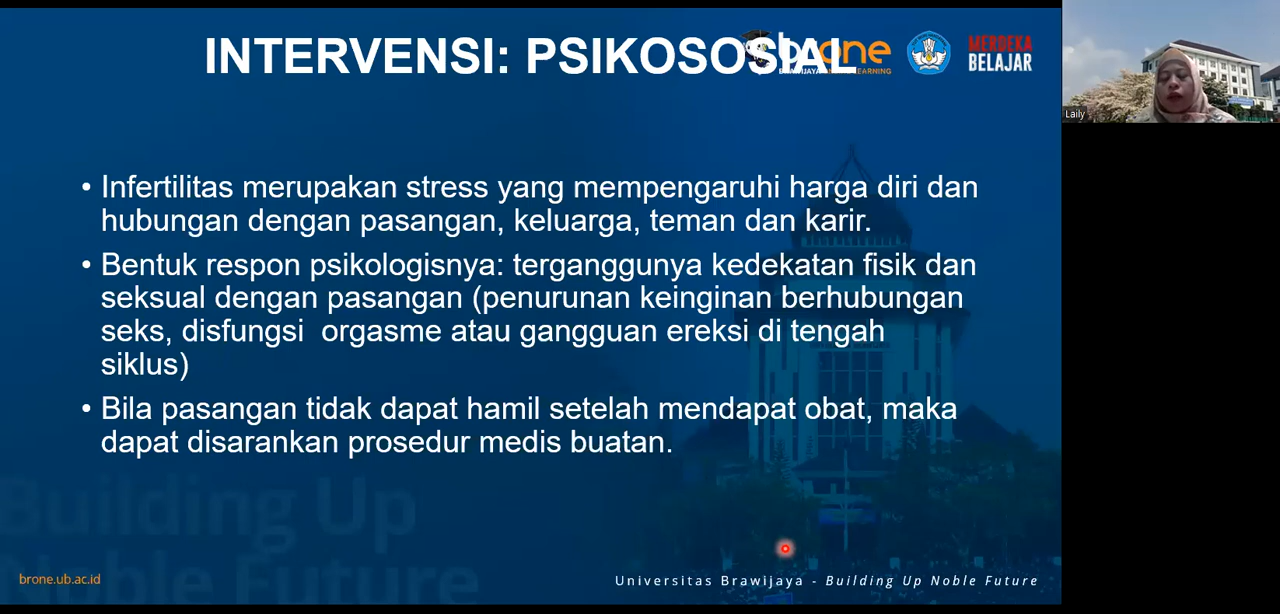 INTERVENSI: PSIKOSOSIAL
brone
MERDEKA
BELAJAR
Laily
• Infertilitas merupakan stress yang mempengaruhi harga diri dan
hubungan dengan pasangan, keluarga, teman dan karir.
• Bentuk respon psikologisnya: terganggunya kedekatan fisik dan
seksual dengan pasangan (penurunan keinginan berhubungan
seks, disfungsi orgasme atau gangguan ereksi di tengah
siklus)
• Bila pasangan tidak dapat hamil setelah mendapat obat, maka
dapat disarankan prosedur medis buatan.
Building Up
Noble Future
brone.ub.ac.id
Universitas Brawijaya - Building Up Noble Future